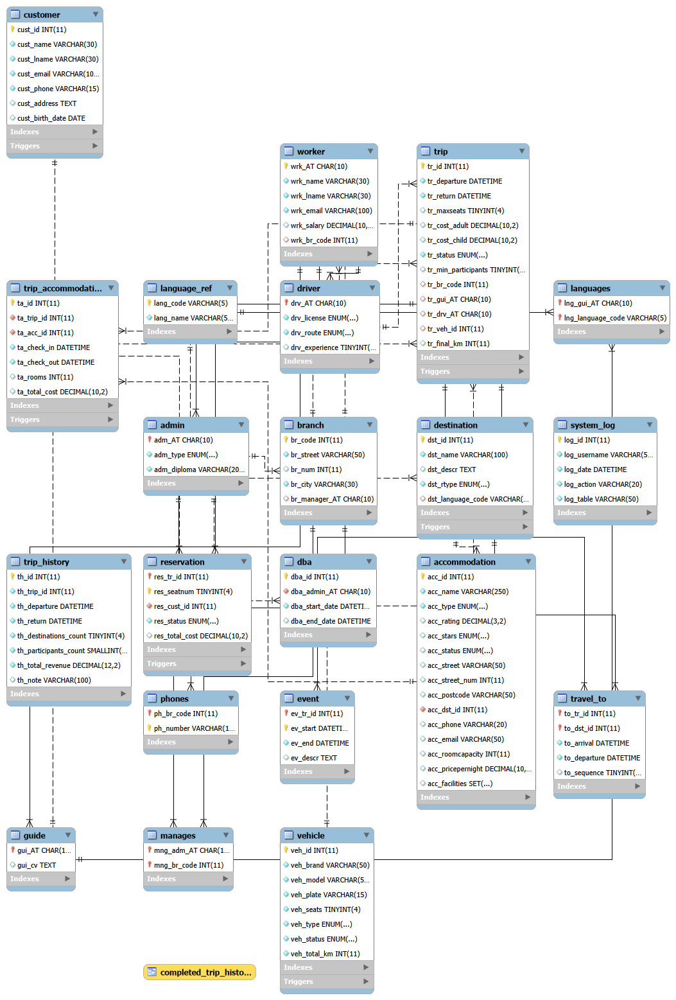 customer
cust_id INT(11)
cust_name VARCHAR(30)
cust_lname VARCHAR(30)
cust_email VARCHAR(10...
cust_phone VARCHAR(15)
cust_address TEXT
cust_birth_date DATE
Indexes
Triggers
worker
wrk_AT CHAR(10)
wrk_name VARCHAR(30)
wrk_lname VARCHAR(30)
wrk_email VARCHAR(100)
wrk_salary DECIMAL(10,...
wrk_br_code INT(11)
Indexes
trip
tr_id INT(11)
tr_departure DATETIME
tr_return DATETIME
tr_maxseats TINYINT(4)
tr_cost_adult DECIMAL(10,2)
tr_cost_child DECIMAL(10,2)
tr_status ENUM(...)
tr_min_participants TINYINT(...
tr_br_code INT(11)
tr_gui_AT CHAR(10)
tr_drv_AT CHAR(10)
tr_veh_id INT(11)
tr_final_km INT(11)
Indexes
Triggers
trip_accommodati...
ta_id INT(11)
ta_trip_id INT(11)
ta_acc_id INT(11)
ta_check_in DATETIME
ta_check_out DATETIME
ta_rooms INT(11)
ta_total_cost DECIMAL(10,2)
Indexes
Triggers
language_ref
lang_code VARCHAR(5)
lang_name VARCHAR(5...
Indexes
driver
drv_AT CHAR(10)
drv_license ENUM(...)
drv_route ENUM(...)
drv_experience TINYINT(...
Indexes
languages
lng_gui_AT CHAR(10)
lng_language_code VARCHAR(5)
Indexes
admin
adm_AT CHAR(10)
adm_type ENUM(...)
adm_diploma VARCHAR(20...
Indexes
branch
br_code INT(11)
br_street VARCHAR(50)
br_num INT(11)
br_city VARCHAR(30)
br_manager_AT CHAR(10)
Indexes
destination
dst_id INT(11)
dst_name VARCHAR(100)
dst_descr TEXT
dst_rtype ENUM(...)
dst_language_code VARCHAR(...
Indexes
Triggers
system_log
log_id INT(11)
log_username VARCHAR(5...
log_date DATETIME
log_action VARCHAR(20)
log_table VARCHAR(50)
Indexes
trip_history
th_id INT(11)
th_trip_id INT(11)
th_departure DATETIME
th_return DATETIME
th_destinations_count TINYINT(4)
th_participants_count SMALLINT(...
th_total_revenue DECIMAL(12,2)
th_note VARCHAR(100)
Indexes
reservation
res_tr_id INT(11)
res_seatnum TINYINT(4)
res_cust_id INT(11)
res_status ENUM(...)
res_total_cost DECIMAL(10,2)
Indexes
Triggers
dba
dba_id INT(11)
dba_admin_AT CHAR(10)
dba_start_date DATETI...
dba_end_date DATETIME
Indexes
accommodation
acc_id INT(11)
acc_name VARCHAR(250)
acc_type ENUM(...)
acc_rating DECIMAL(3,2)
acc_stars ENUM(...)
acc_status ENUM(...)
acc_street VARCHAR(50)
acc_street_num INT(11)
acc_postcode VARCHAR(50)
acc_dst_id INT(11)
acc_phone VARCHAR(20)
acc_email VARCHAR(50)
acc_roomcapacity INT(11)
acc_pricepernight DECIMAL(10,...
acc_facilities SET(...)
Indexes
phones
ph_br_code INT(11)
ph_number VARCHAR(1...
Indexes
event
ev_tr_id INT(11)
ev_start DATETI...
ev_end DATETIME
ev_descr TEXT
Indexes
travel_to
to_tr_id INT(11)
to_dst_id INT(11)
to_arrival DATETIME
to_departure DATETIME
to_sequence TINYINT(...
Indexes
guide
gui_AT CHAR(1...
gui_cv TEXT
Indexes
manages
mng_adm_AT CHAR(1...
mng_br_code INT(11)
Indexes
vehicle
veh_id INT(11)
veh_brand VARCHAR(50)
veh_model VARCHAR(5...
veh_plate VARCHAR(15)
veh_seats TINYINT(4)
veh_type ENUM(...)
veh_status ENUM(...)
veh_total_km INT(11)
Indexes
Triggers
completed_trip_histo...